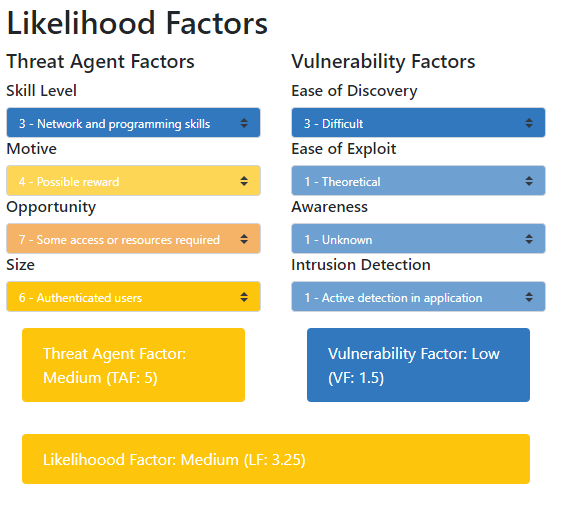 Likelihood Factors
Threat Agent Factors
Skill Level
3 - Network and programming skills
Motive
4 - Possible reward
Opportunity
7 - Some access or resources required
Size
6 - Authenticated users
Threat Agent Factor:
Medium (TAF: 5)
Vulnerability Factors
Ease of Discovery
3 - Difficult
Ease of Exploit
1 - Theoretical
Awareness
1 - Unknown
Intrusion Detection
1 - Active detection in application
Vulnerability Factor: Low
(VF: 1.5)
Likelihoood Factor: Medium (LF: 3.25)